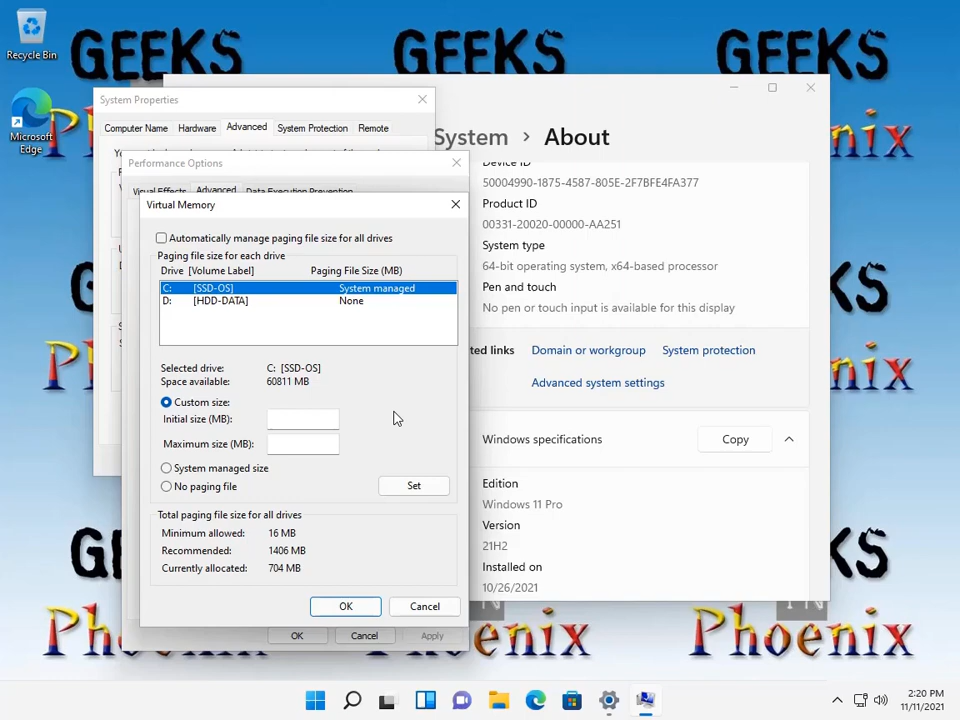 Recycle Bin
GEEKS GEEKS GEEKS
Microsoft
Edge
System Properties
Computer Name Hardware Advanced System Protection Remote
System > About
Performance Options
Visual Effects Advanced Data Execution Prevention
Device ID
50004990-1875-4587-805E-2F7BFE4FA377
Product ID
00331-20020-00000-AA251
System type
64-bit operating system, x64-based processor
Pen and touch
No pen or touch input is available for this display
ted links Domain or workgroup System protection
Advanced system settings
Windows specifications Copy
Edition
Windows 11 Pro
Version
21H2
Installed on
10/26/2021
Virtual Memory
Automatically manage paging file size for all drives
Paging file size for each drive
Drive [Volume Label] Paging File Size (MB)
C: [SSD-OS] System managed
D: [HDD-DATA] None
Selected drive: C: [SSD-OS]
Space available: 60811 MB
Custom size:
Initial size (MB):
Maximum size (MB):
System managed size
No paging file
Set
Total paging file size for all drives
Minimum allowed: 16 MB
Recommended: 1406 MB
Currently allocated: 704 MB
OK Cancel
OK Cancel Apply
Phoenix Phoenix
2:20 PM
11/11/2021